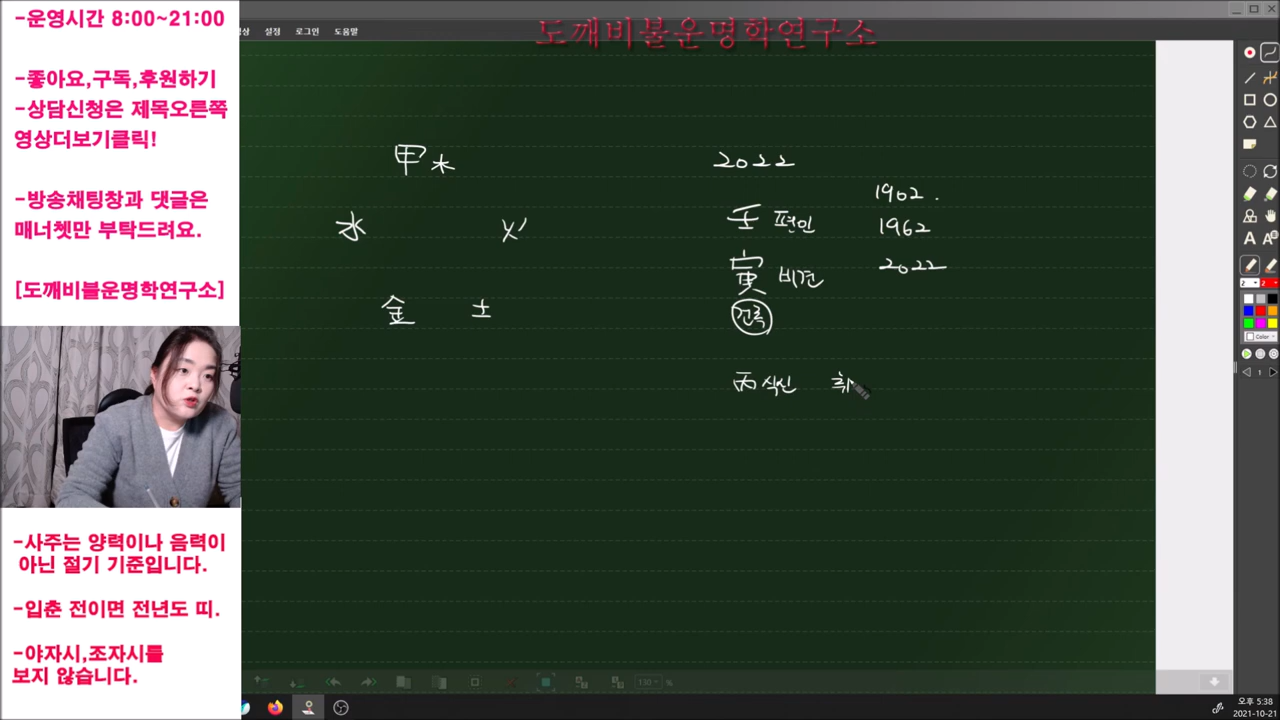 -운영시간 8:00~21:00
-좋아요,구독,후원하기
-상담신청은 제목오른쪽
영상더보기클릭!
-방송채팅창과 댓글은
매너쳇만 부탁드려요.
[도깨비불운명학연구소]
-사주는 양력이나 음력이
아닌 절기 기준입니다.
-입춘 전이면 전년도 띠.
-야자시,조자시를
보지 않습니다.
설정 로그인 도움말
도깨비불운명학연구소
甲木
水 火
金 土
2022
壬 편인
寅 비견
건록
丙 식신
1902.
1962
2022
A A
2 2
Color
1
130 %
오후 5:38
2021-10-21